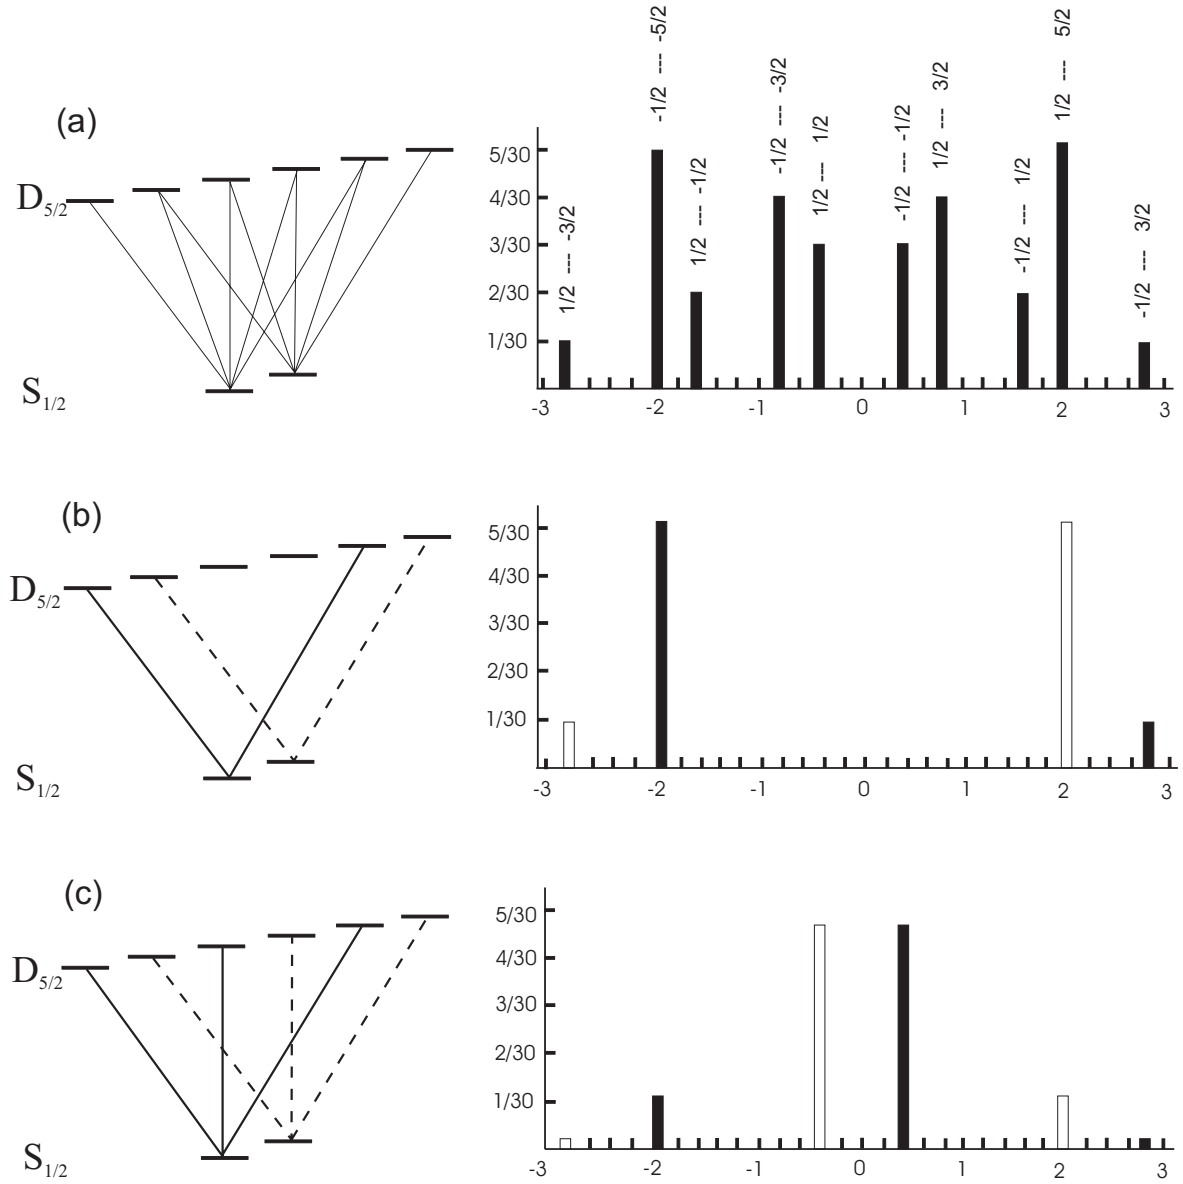 (a)
D5/2
S1/2
5/30
4/30
3/30
2/30
1/30
1/2 ---- -3/2
-1/2 ---- -5/2
1/2 ---- -1/2
-1/2 ---- -3/2
1/2 ---- 1/2
-1/2 ---- -1/2
1/2 ---- 3/2
-1/2 ---- 1/2
1/2 ---- 5/2
-1/2 ---- 3/2
-3 -2 -1 0 1 2 3
(b)
D5/2
S1/2
5/30
4/30
3/30
2/30
1/30
-3 -2 -1 0 1 2 3
(c)
D5/2
S1/2
5/30
4/30
3/30
2/30
1/30
-3 -2 -1 0 1 2 3